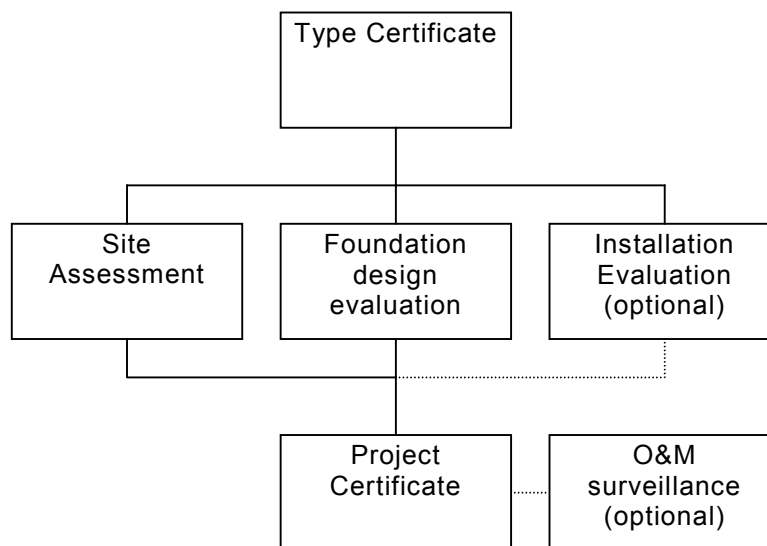 Type Certificate
Site
Assessment
Foundation
design
evaluation
Installation
Evaluation
(optional)
Project
Certificate
O&M
surveillance
(optional)